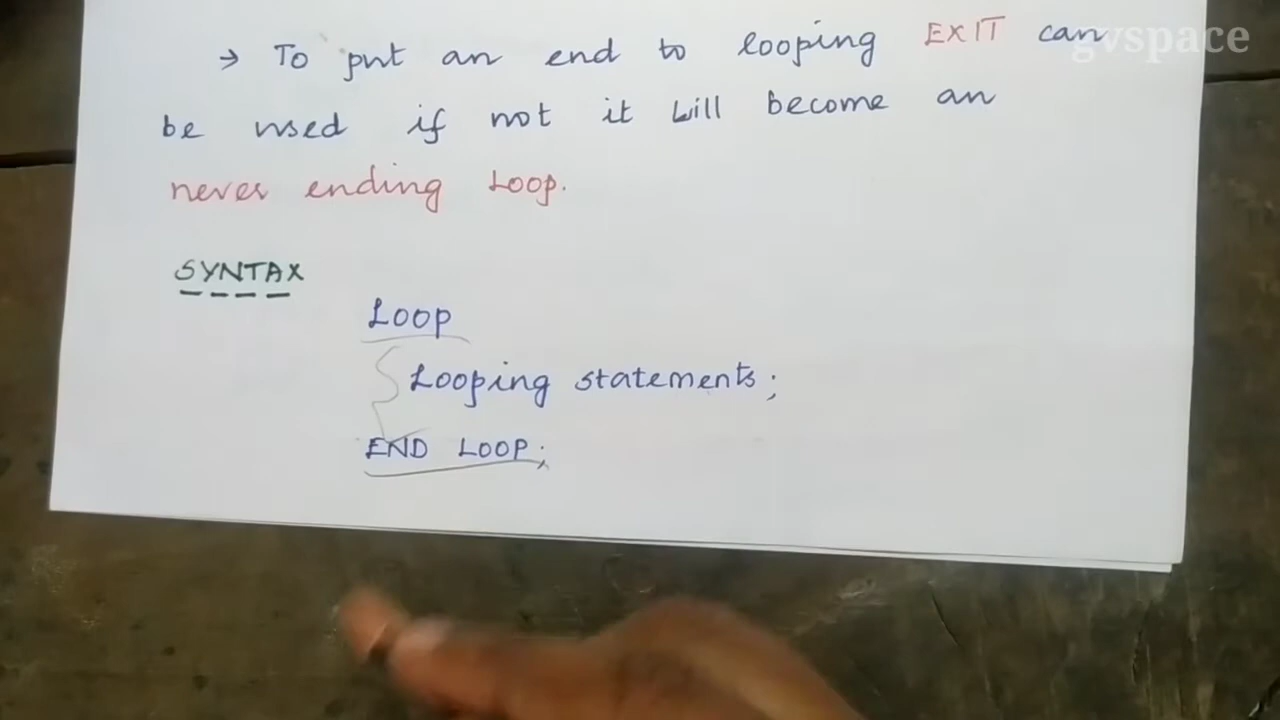 → To put an end to looping EXIT can
gvspace
be used if not it will become an
never ending Loop.
SYNTAX
Loop
Looping statements;
END LOOP;